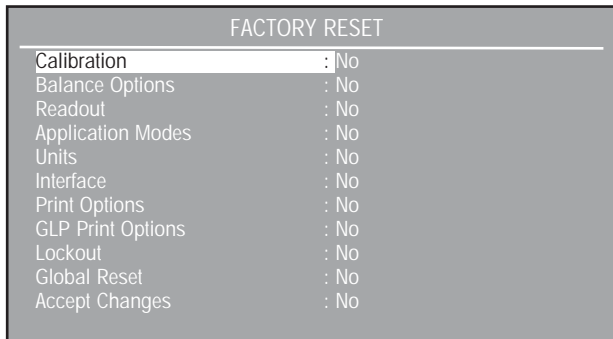 FACTORY RESET
Calibration : No
Balance Options : No
Readout : No
Application Modes : No
Units : No
Interface : No
Print Options : No
GLP Print Options : No
Lockout : No
Global Reset : No
Accept Changes : No